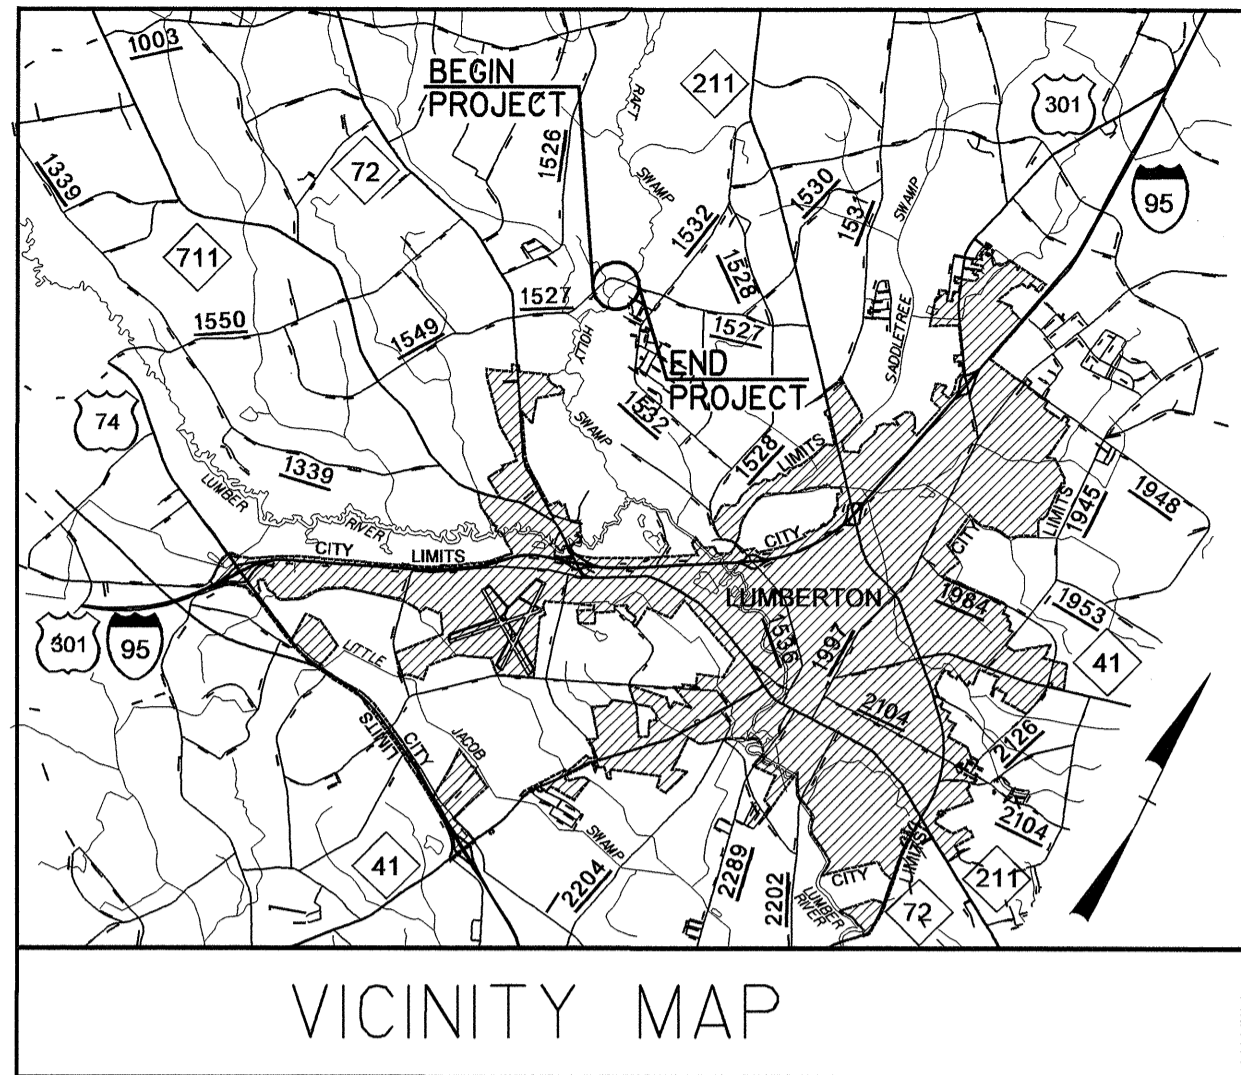 1003
BEGIN
PROJECT
211
RAFT
301
1526
72
1339
SWAMP
1530
SWAMP
95
1532
1531
711
1528
1527
1550
1549
1527
HOLLY
SADDLETREE
END
PROJECT
74
1532
SWAMP
1528
LIMITS
1339
LUMBER
RIVER
LIMITS
1945
1948
CITY
LIMITS
CITY
CITY
LUMBERTON
1984
1953
301
95
LITTLE
1536
1997
41
2104
CITY
LIMITS
JACOB
2126
SWAMP
2104
41
2204
2289
2202
CITY
LIMITS
CITY
LUMBER
RIVER
211
72
VICINITY MAP